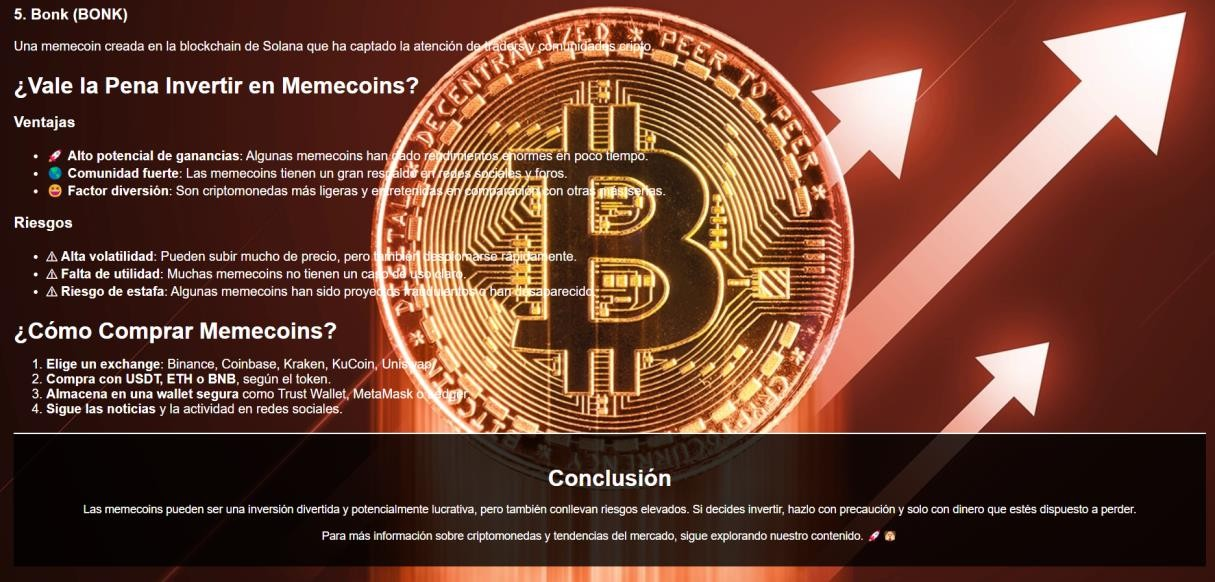 5. Bonk (BONK)
Una memecoin creada en la blockchain de Solana que ha captado la atención de traders y comunidades cripto.
¿Vale la Pena Invertir en Memecoins?
Ventajas
• 🚀 Alto potencial de ganancias: Algunas memecoins han dado rendimientos enormes en poco tiempo.
• 🌎 Comunidad fuerte: Las memecoins tienen un gran respaldo en redes sociales y foros.
• 😆 Factor diversión: Son criptomonedas más ligeras y entretenidas en comparación con otras más serias.
Riesgos
• ⚠ Alta volatilidad: Pueden subir mucho de precio, pero también desplomarse rápidamente.
• ⚠ Falta de utilidad: Muchas memecoins no tienen un caso de uso claro.
• ⚠ Riesgo de estafa: Algunas memecoins han sido proyectos fraudulentos o han desaparecido.
¿Cómo Comprar Memecoins?
1. Elige un exchange: Binance, Coinbase, Kraken, KuCoin, Uniswap.
2. Compra con USDT, ETH o BNB, según el token.
3. Almacena en una wallet segura como Trust Wallet, MetaMask o Ledger.
4. Sigue las noticias y la actividad en redes sociales.
Conclusión
Las memecoins pueden ser una inversión divertida y potencialmente lucrativa, pero también conllevan riesgos elevados. Si decides invertir, hazlo con precaución y solo con dinero que estés dispuesto a perder.
Para más información sobre criptomonedas y tendencias del mercado, sigue explorando nuestro contenido. 🚀 🐶
DIGITAL * DECENTRALIZED * PEER TO PEER *